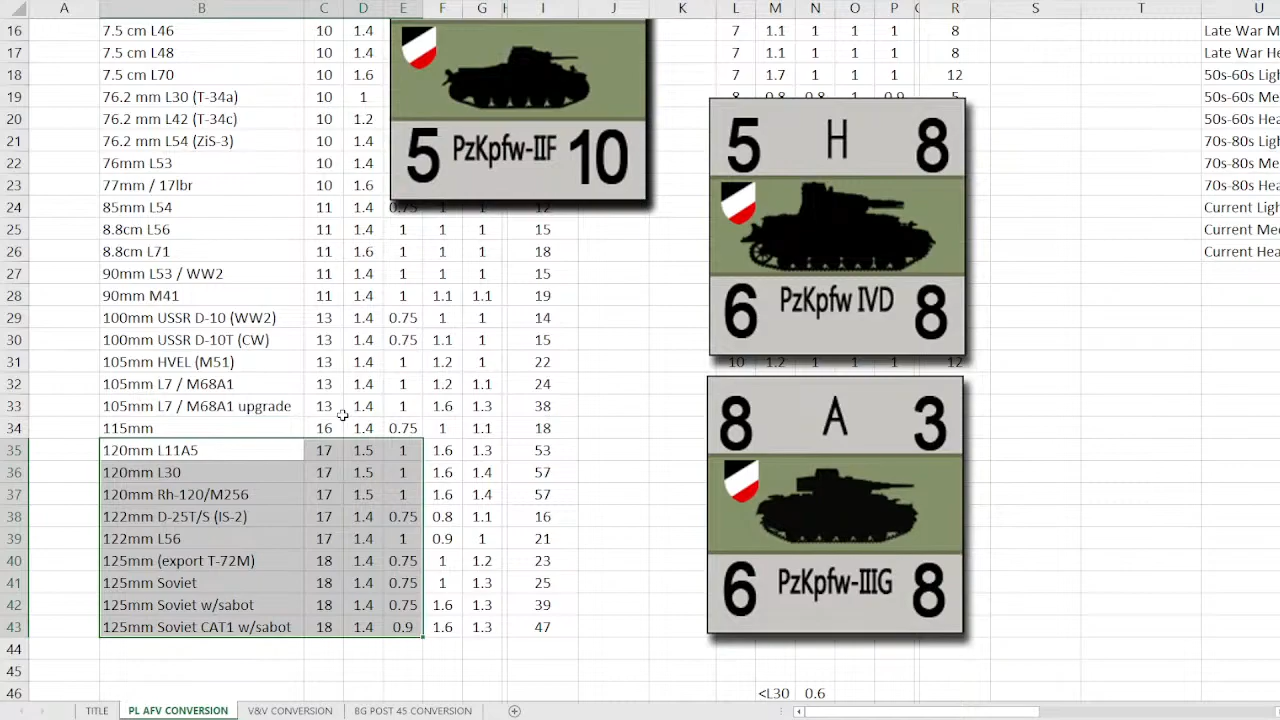 B C D E F G H I J K L M N O P R S T U
16 7.5 cm L46 10 1.4 7 1.1 1 1 1 8 Late War M
17 7.5 cm L48 10 1.4 7 1.1 1 1 1 8 Late War He
18 7.5 cm L70 10 1.6 7 1.7 1 1 1 12 50s-60s Ligh
76.2 mm L30 (T-34a) 10 1 50s-60s Me
20 76.2 mm L42 (T-34c) 10 1.2 50s-60s Hea
21 76.2 mm L54 (ZiS-3) 10 1.4 70s-80s Ligh
22 76mm L53 10 1.4 70s-80s Me
23 77mm / 17lbr 10 1.6 70s-80s Hea
85mm L54 11 1.4 0.75 1 1 12 Current Ligh
25 8.8cm L56 11 1.4 1 1 1 15 Current Med
26 8.8cm L71 11 1.6 1 1 1 18 Current Hea
27 90mm L53 / WW2 11 1.4 1 1 1 15
28 90mm M41 11 1.4 1 1.1 1.1 19
29 100mm USSR D-10 (WW2) 13 1.4 0.75 1 1 14
30 100mm USSR D-10T (CW) 13 1.4 0.75 1.1 1 15
31 105mm HVEL (M51) 13 1.4 1 1.2 1 22 10 1.2 1 1 1 12
32 105mm L7 / M68A1 13 1.4 1 1.2 1.1 24
105mm L7 / M68A1 upgrade 13 1.4 1 1.6 1.3 38
34 115mm 16 1.4 0.75 1 1.1 18
120mm L11A5 17 1.5 1 1.6 1.3 53
120mm L30 17 1.5 1 1.6 1.4 57
37 120mm Rh-120/M256 17 1.5 1 1.6 1.4 57
38 122mm D-25T/S (IS-2) 17 1.4 0.75 0.8 1.1 16
39 122mm L56 17 1.4 1 0.9 1 21
40 125mm (export T-72M) 18 1.4 0.75 1 1.2 23
41 125mm Soviet 18 1.4 0.75 1 1.3 25
42 125mm Soviet w/sabot 18 1.4 0.75 1.6 1.3 39
43 125mm Soviet CAT1 w/sabot 18 1.4 0.9 1.6 1.3 47
45
46 <L30 0.6
5 PzKpfw-IIF 10
5 H 8
6 PzKpfw IVD 8
8 A 3
6 PzKpfw-IIIG 8
TITLE PL AFV CONVERSION V&V CONVERSION BG POST 45 CONVERSION